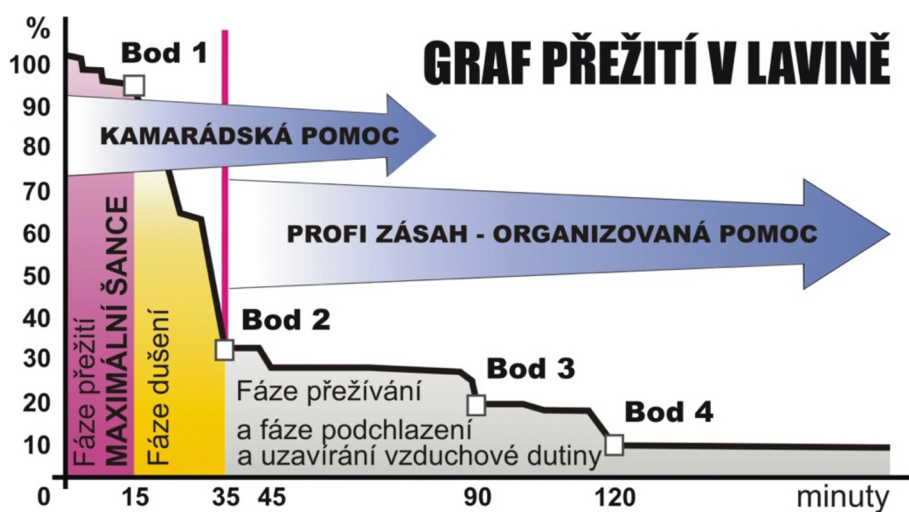 %
GRAF PŘEŽITÍ V LAVINĚ
100
90
80
70
60
50
40
30
20
10
0
Bod 1
KAMARÁDSKÁ POMOC
PROFI ZÁSAH - ORGANIZOVANÁ POMOC
Fáze přežití
MAXIMÁLNÍ ŠANCE
Fáze dušení
Bod 2
Fáze přežívání
a fáze podchlazení
a uzavírání vzduchové dutiny
Bod 3
Bod 4
15
35
45
90
120
minuty